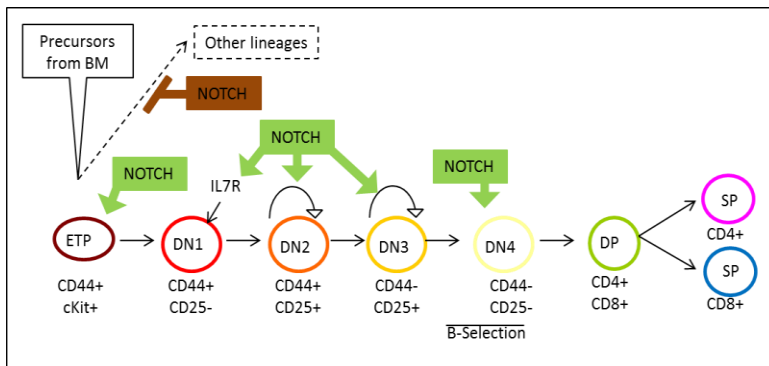 Precursors
from BM
Other lineages
NOTCH
NOTCH
NOTCH
NOTCH
IL7R
ETP
DN1
DN2
DN3
DN4
DP
SP
CD4+
SP
CD8+
CD44+
cKit+
CD44+
CD25-
CD44+
CD25+
CD44-
CD25+
CD44-
CD25-
B-Selection
CD4+
CD8+